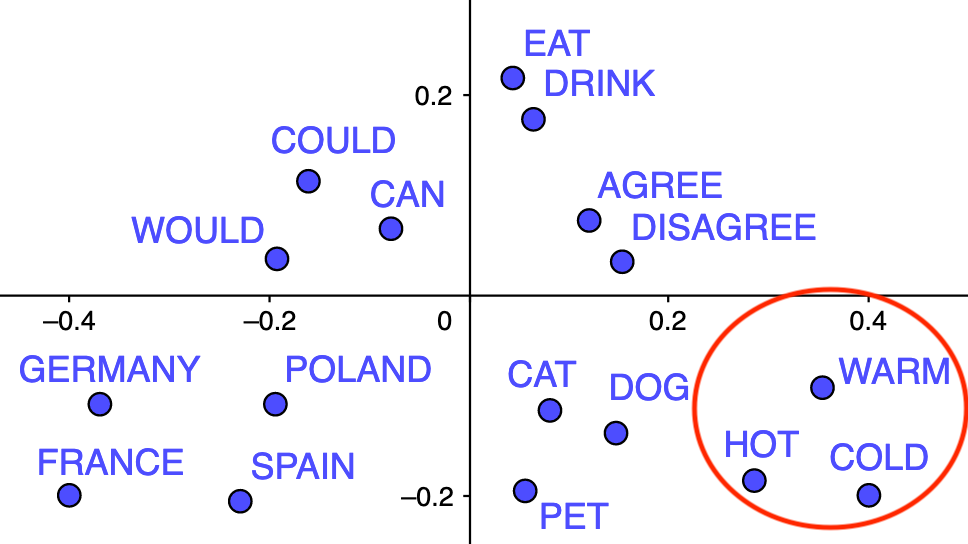 EAT
0.2
DRINK
COULD
CAN
AGREE
WOULD
DISAGREE
–0.4
–0.2
0
0.2
0.4
GERMANY
POLAND
CAT
DOG
WARM
FRANCE
SPAIN
HOT
COLD
–0.2
PET